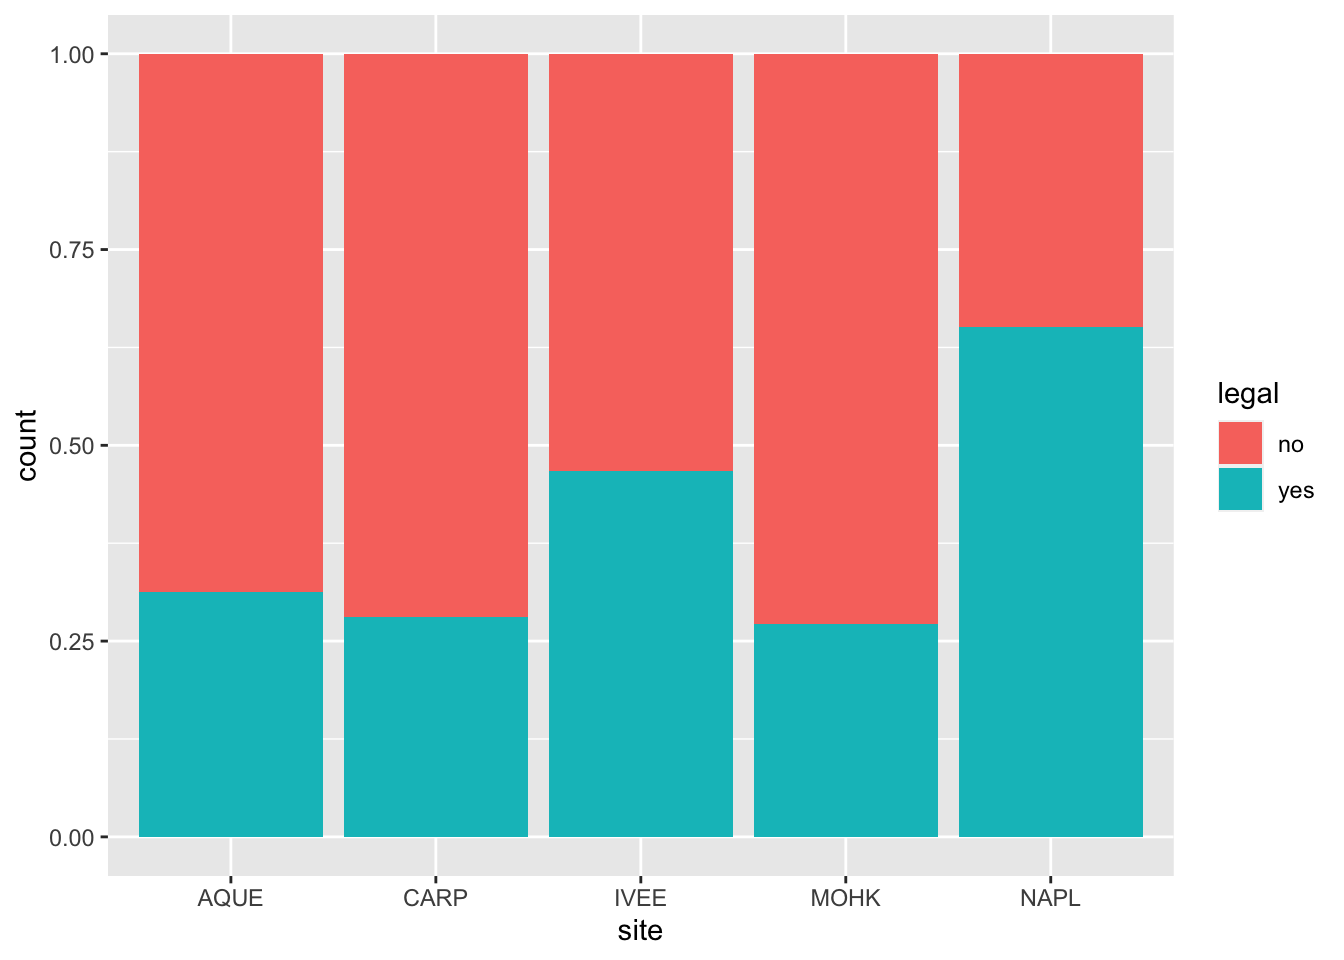 1.00
0.75
0.50
0.25
0.00
count
AQUE
CARP
IVEE
MOHK
NAPL
site
legal
no
yes